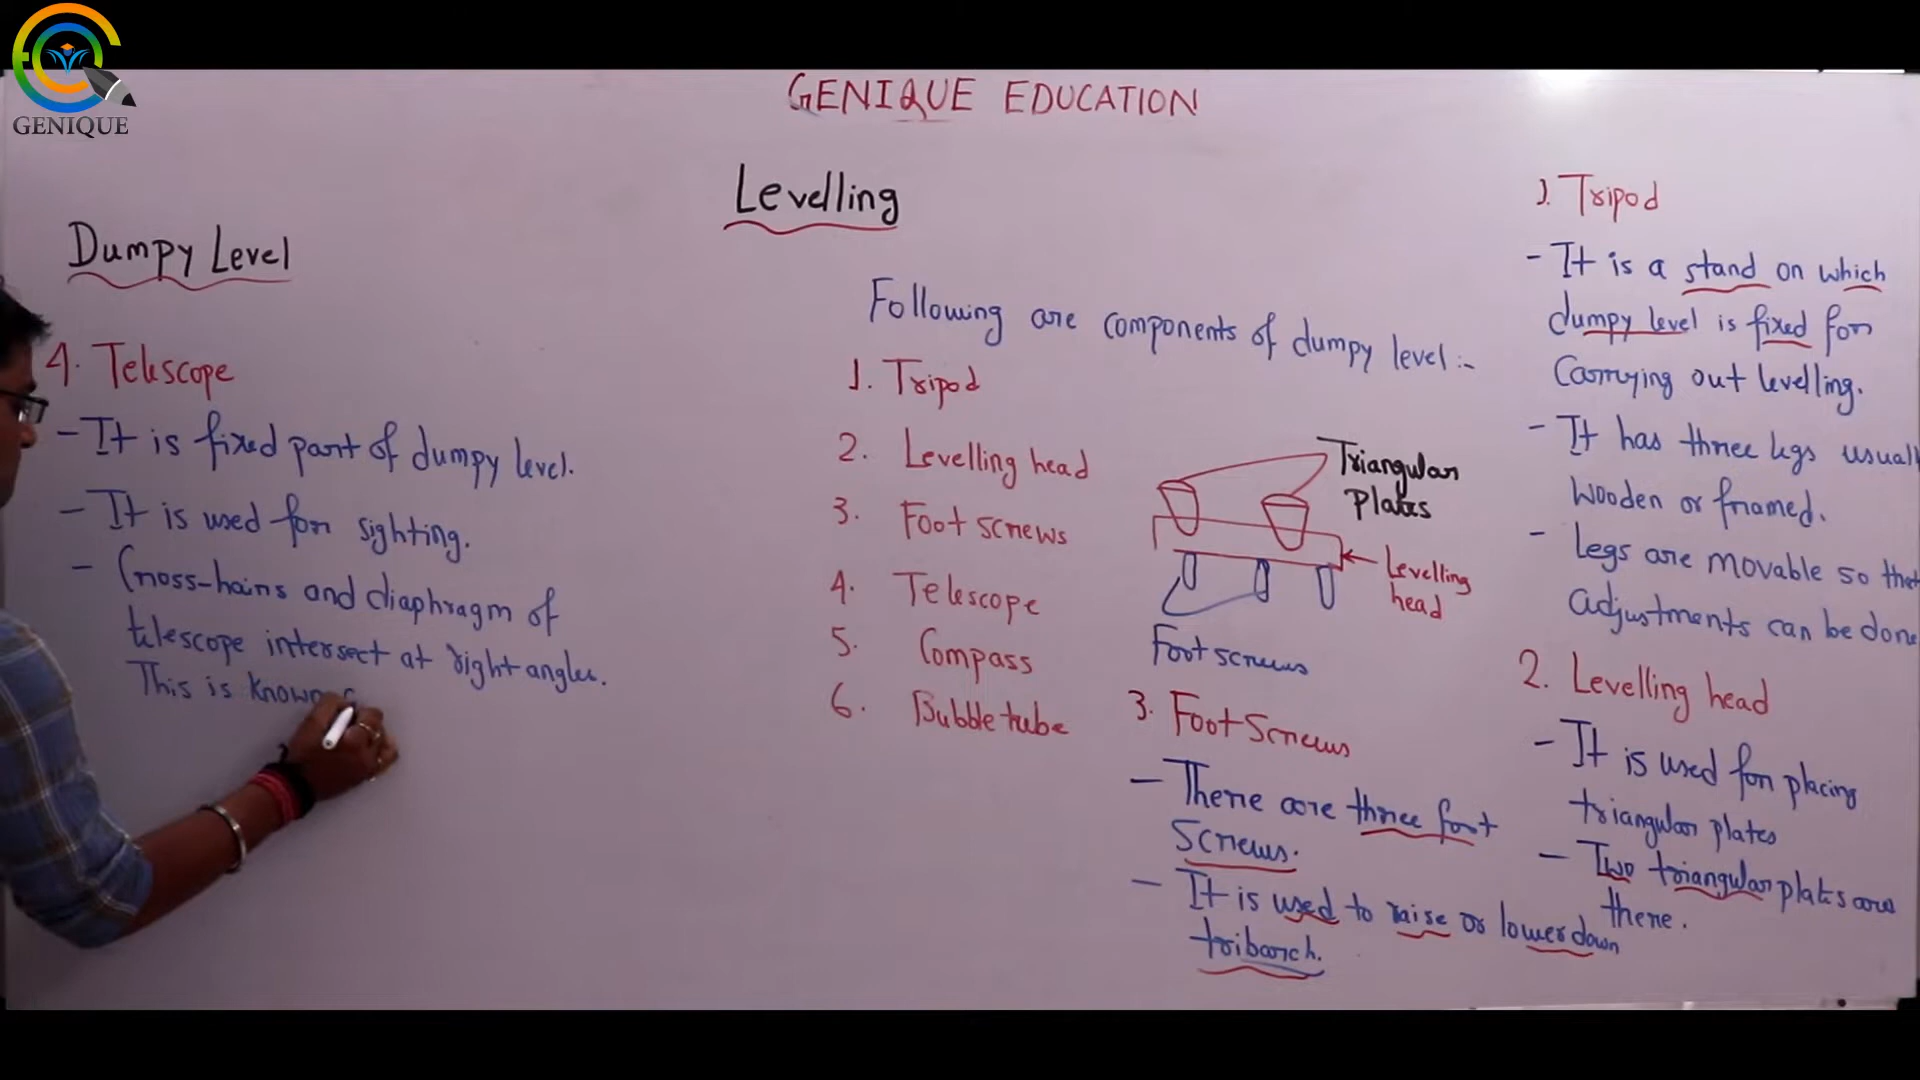 GENIQUE
GENIQUE EDUCATION
Levelling
Dumpy Level
4. Telescope
- It is fixed part of dumpy level.
- It is used for sighting.
- Cross-hairs and diaphragm of
telescope intersect at right angles.
This is known
Following are components of dumpy level :-
1. Tripod
2. Levelling head
3. Foot screws
4. Telescope
5. Compass
6. Bubble tube
Triangular
Plates
Levelling
head
Foot screws
3. Foot Screws
- There are three foot
Screws.
- It is used to raise or lower down
tribarch.
1. Tripod
- It is a stand on which
dumpy level is fixed for
Carrying out levelling.
- It has three legs usuall
wooden or framed.
- Legs are movable so that
adjustments can be done
2. Levelling head
- It is used for placing
triangular plates
- Two triangular plates are
there.